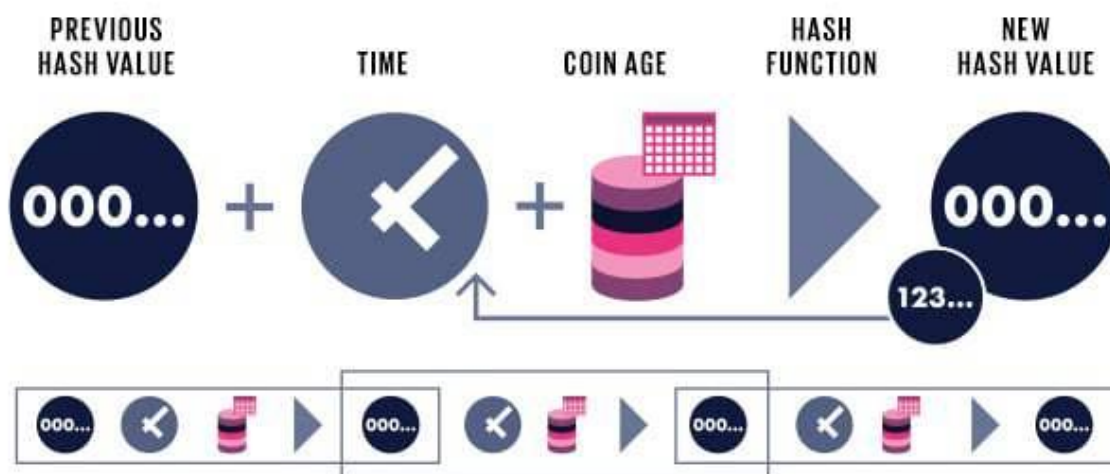 PREVIOUS
HASH VALUE
TIME
COIN AGE
HASH
FUNCTION
NEW
HASH VALUE
000...
000...
123...
000...
000...
000...
000...